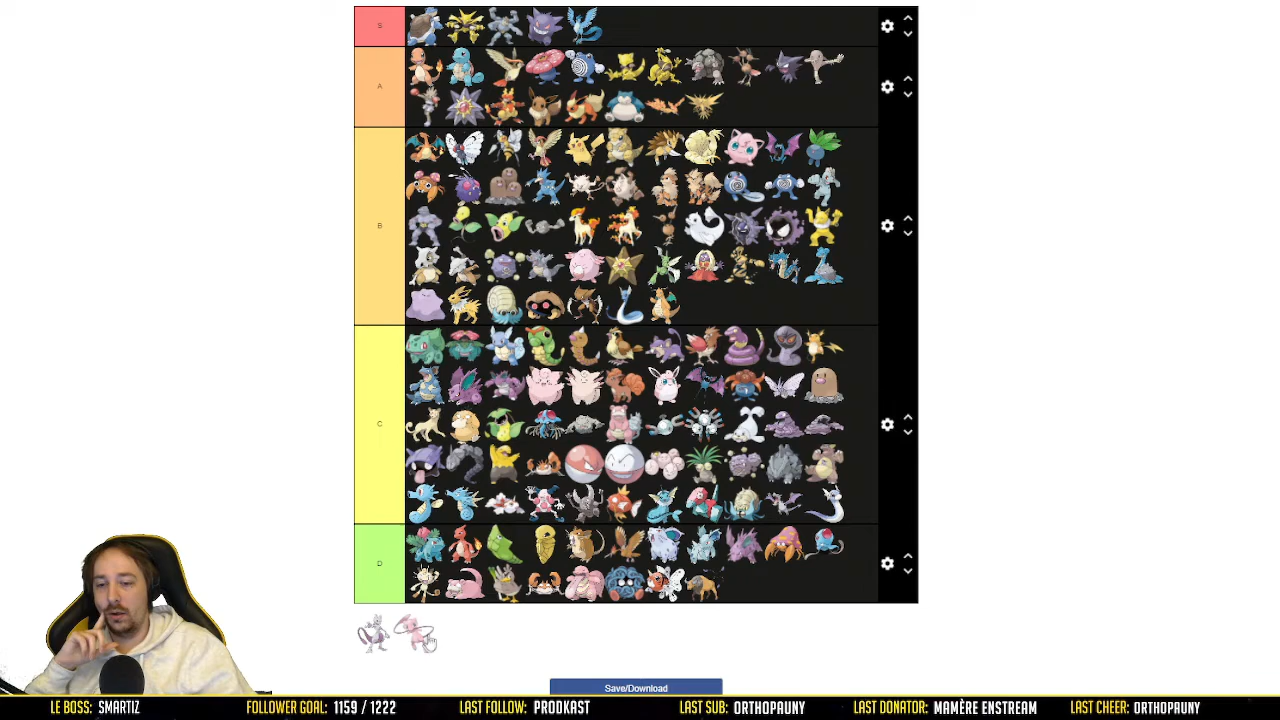 S
A
B
C
D
Save/Download
LE BOSS: SMARTIZ FOLLOWER GOAL: 1159 / 1222 LAST FOLLOW: PRODKAST LAST SUB: ORTHOPAUNY LAST DONATOR: MAMÈRE ENSTREAM LAST CHEER: ORTHOPAUNY